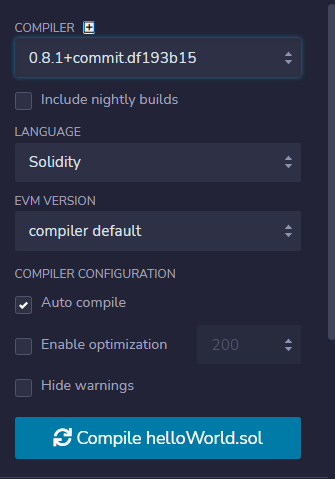 COMPILER
0.8.1+commit.df193b15
Include nightly builds
LANGUAGE
Solidity
EVM VERSION
compiler default
COMPILER CONFIGURATION
Auto compile
Enable optimization 200
Hide warnings
Compile helloWorld.sol